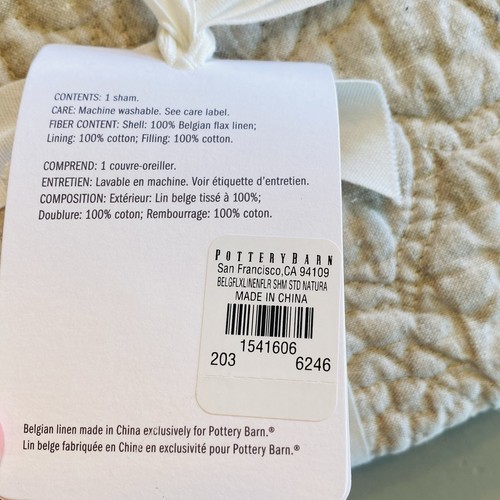 CONTENTS: 1 sham.
CARE: Machine washable. See care label.
FIBER CONTENT: Shell: 100% Belgian flax linen;
Lining: 100% cotton; Filling: 100% cotton.
COMPREND: 1 couvre-oreiller.
ENTRETIEN: Lavable en machine. Voir étiquette d'entretien.
COMPOSITION: Extérieur: Lin belge tissé à 100%;
Doublure: 100% coton; Rembourrage: 100% coton.
POTTERY BARN
San Francisco,CA 94109
BELGFLXLINENFLR SHM STD NATURA
MADE IN CHINA
1541606
203 6246
Belgian linen made in China exclusively for Pottery Barn.®
Lin belge fabriquée en Chine en exclusivité pour Pottery Barn.®